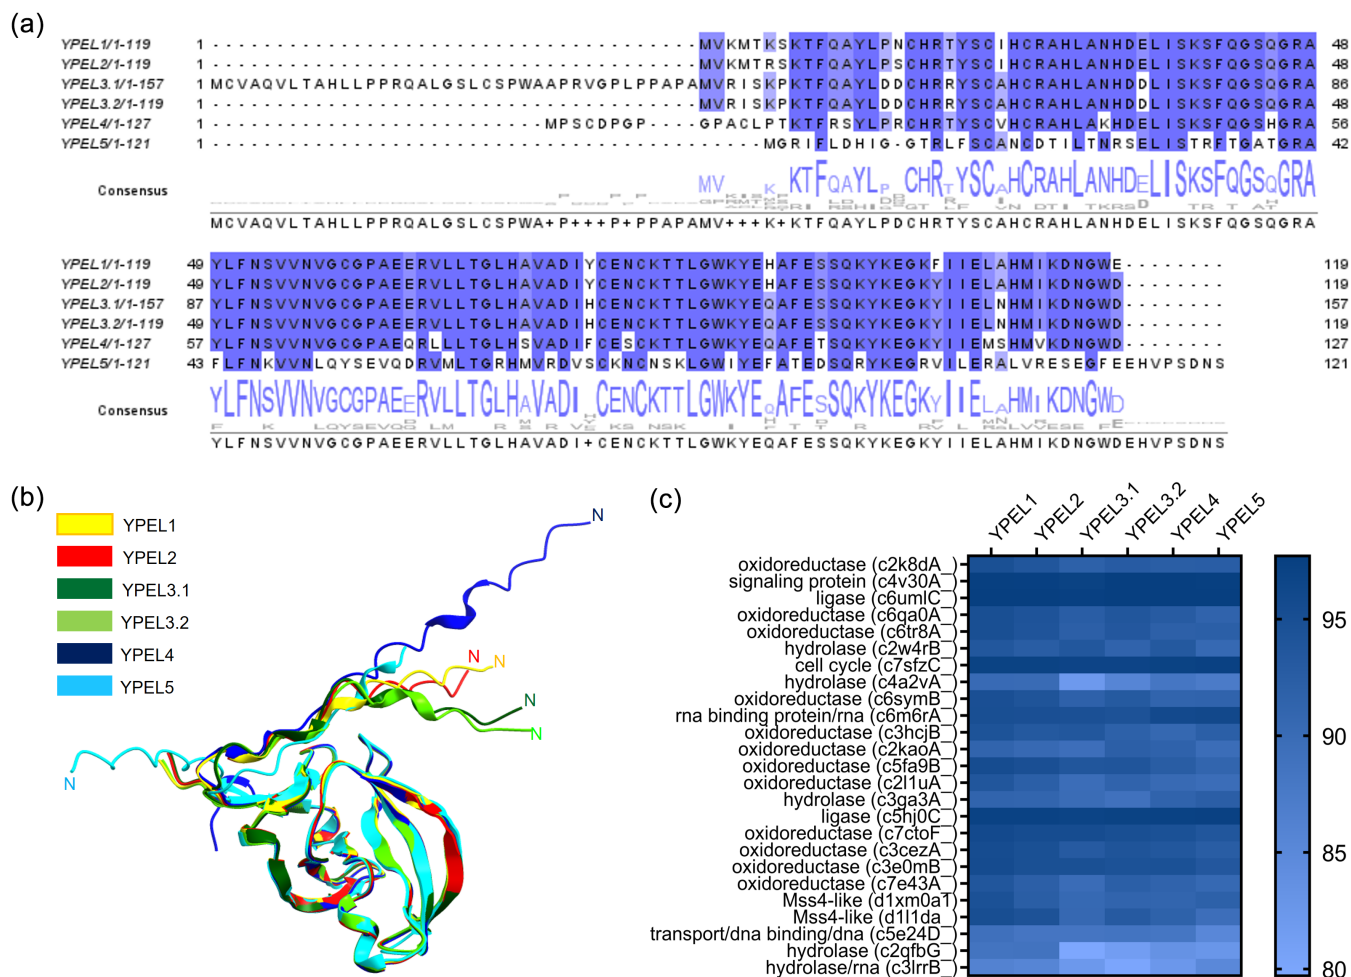 (a)
YPEL1/1-119 1 MVKMTKSKTFQAYLPNCHRTYSCIHCRAHLANHDELISKSFQGSQGRA 48
YPEL2/1-119 1 MVKMTRSKTFQAYLPSCHRTYSCIHCRAHLANHDELISKSFQGSQGRA 48
YPEL3.1/1-157 1 MCVAQVLTAHLLPPRQALGSLCSPWAAPRVGPLPPAPAMVRISKPKTFQAYLDDCHRRYSCAHCRAHLANHDDLISKSFQGSQGRA 86
YPEL3.2/1-119 1 MVRISKPKTFQAYLDDCHRRYSCAHCRAHLANHDDLISKSFQGSQGRA 48
YPEL4/1-127 1 MPSCDPGP - - - - - GPACLPTKTFRSYLPRCHRTYSCVHCRAHLAKHDELISKSFQGSHGRA 56
YPEL5/1-121 1 MGRIFLDHIG-GTRLFSCANCDTILTNRSELISTRFTGATGRA 42
Consensus
MCVAQVLTAHLLPPRQALGSLCSPWA+P+++P+PPAPAMV+++K+KTFQAYLPDCHRTYSCAHCRAHLANHDELISKSFQGSQGRA
YPEL1/1-119 49 YLFNSVVNVGCGPAEERVLLTGLHAVADIYCENCKTTLGWKYEHAFESSQKYKEGKFIIELAHMIKDNGWE-------- 119
YPEL2/1-119 49 YLFNSVVNVGCGPAEERVLLTGLHAVADIYCENCKTTLGWKYEHAFESSQKYKEGKYIIELAHMIKDNGWD-------- 119
YPEL3.1/1-157 87 YLFNSVVNVGCGPAEERVLLTGLHAVADIHCENCKTTLGWKYEQAFESSQKYKEGKYIIELNHMIKDNGWD-------- 157
YPEL3.2/1-119 49 YLFNSVVNVGCGPAEERVLLTGLHAVADIHCENCKTTLGWKYEQAFESSQKYKEGKYIIELNHMIKDNGWD-------- 119
YPEL4/1-127 57 YLFNSVVNVGCGPAEQRLLLTGLHSVADIFCESCKTTLGWKYEQAFETSQKYKEGKYIIEMSHMVKDNGWD-------- 127
YPEL5/1-121 43 FLFNKVVNLQYSEVQDRVMLTGRHMVRDVSCKNCNSKLGWIYEFATEDSQRYKEGRVILERALVRESEGFEEHVPSDNS 121
Consensus
YLFNSVVNVGCGPAEERVLLTGLHAVADI+CENCKTTLGWKYEQAFESSQKYKEGKYIIELAHMIKDNGWDEHVPSDNS
(b)
YPEL1
YPEL2
YPEL3.1
YPEL3.2
YPEL4
YPEL5
N
N N
N
N
N
(c)
YPEL1 YPEL2 YPEL3.1 YPEL3.2 YPEL4 YPEL5
oxidoreductase (c2k8dA_)
signaling protein (c4v30A_)
ligase (c6umlC_)
oxidoreductase (c6qa0A_)
oxidoreductase (c6tr8A_)
hydrolase (c2w4rB_)
cell cycle (c7sfzC_)
hydrolase (c4a2vA_)
oxidoreductase (c6symB_)
rna binding protein/rna (c6m6rA_)
oxidoreductase (c3hcjB_)
oxidoreductase (c2kaoA_)
oxidoreductase (c5fa9B_)
oxidoreductase (c2l1uA_)
hydrolase (c3ga3A_)
ligase (c5hj0C_)
oxidoreductase (c7ctoF_)
oxidoreductase (c3cezA_)
oxidoreductase (c3e0mB_)
oxidoreductase (c7e43A_)
Mss4-like (d1xm0a1)
Mss4-like (d1l1da_)
transport/dna binding/dna (c5e24D_)
hydrolase (c2qfbG_)
hydrolase/rna (c3lrrB_)
95
90
85
80